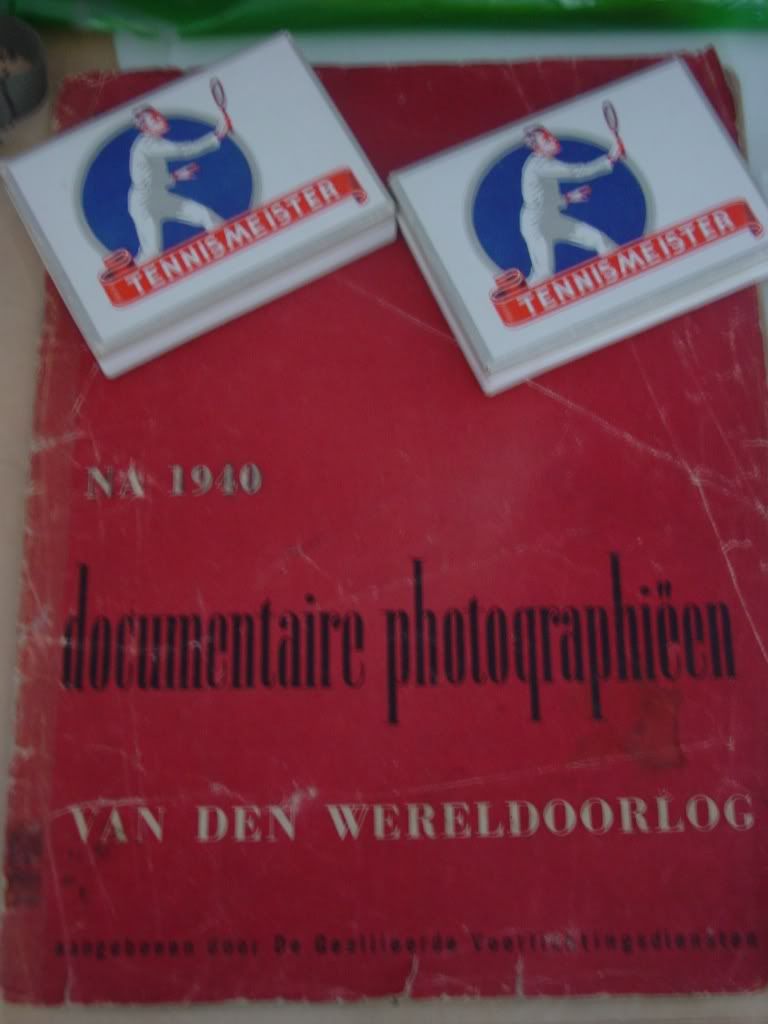 TENNISMEISTER
TENNISMEISTER
NA 1940
documentaire photographiëen
VAN DEN WERELDOORLOG
aangeboden door De Geallieerde Voorlichtingsdiensten